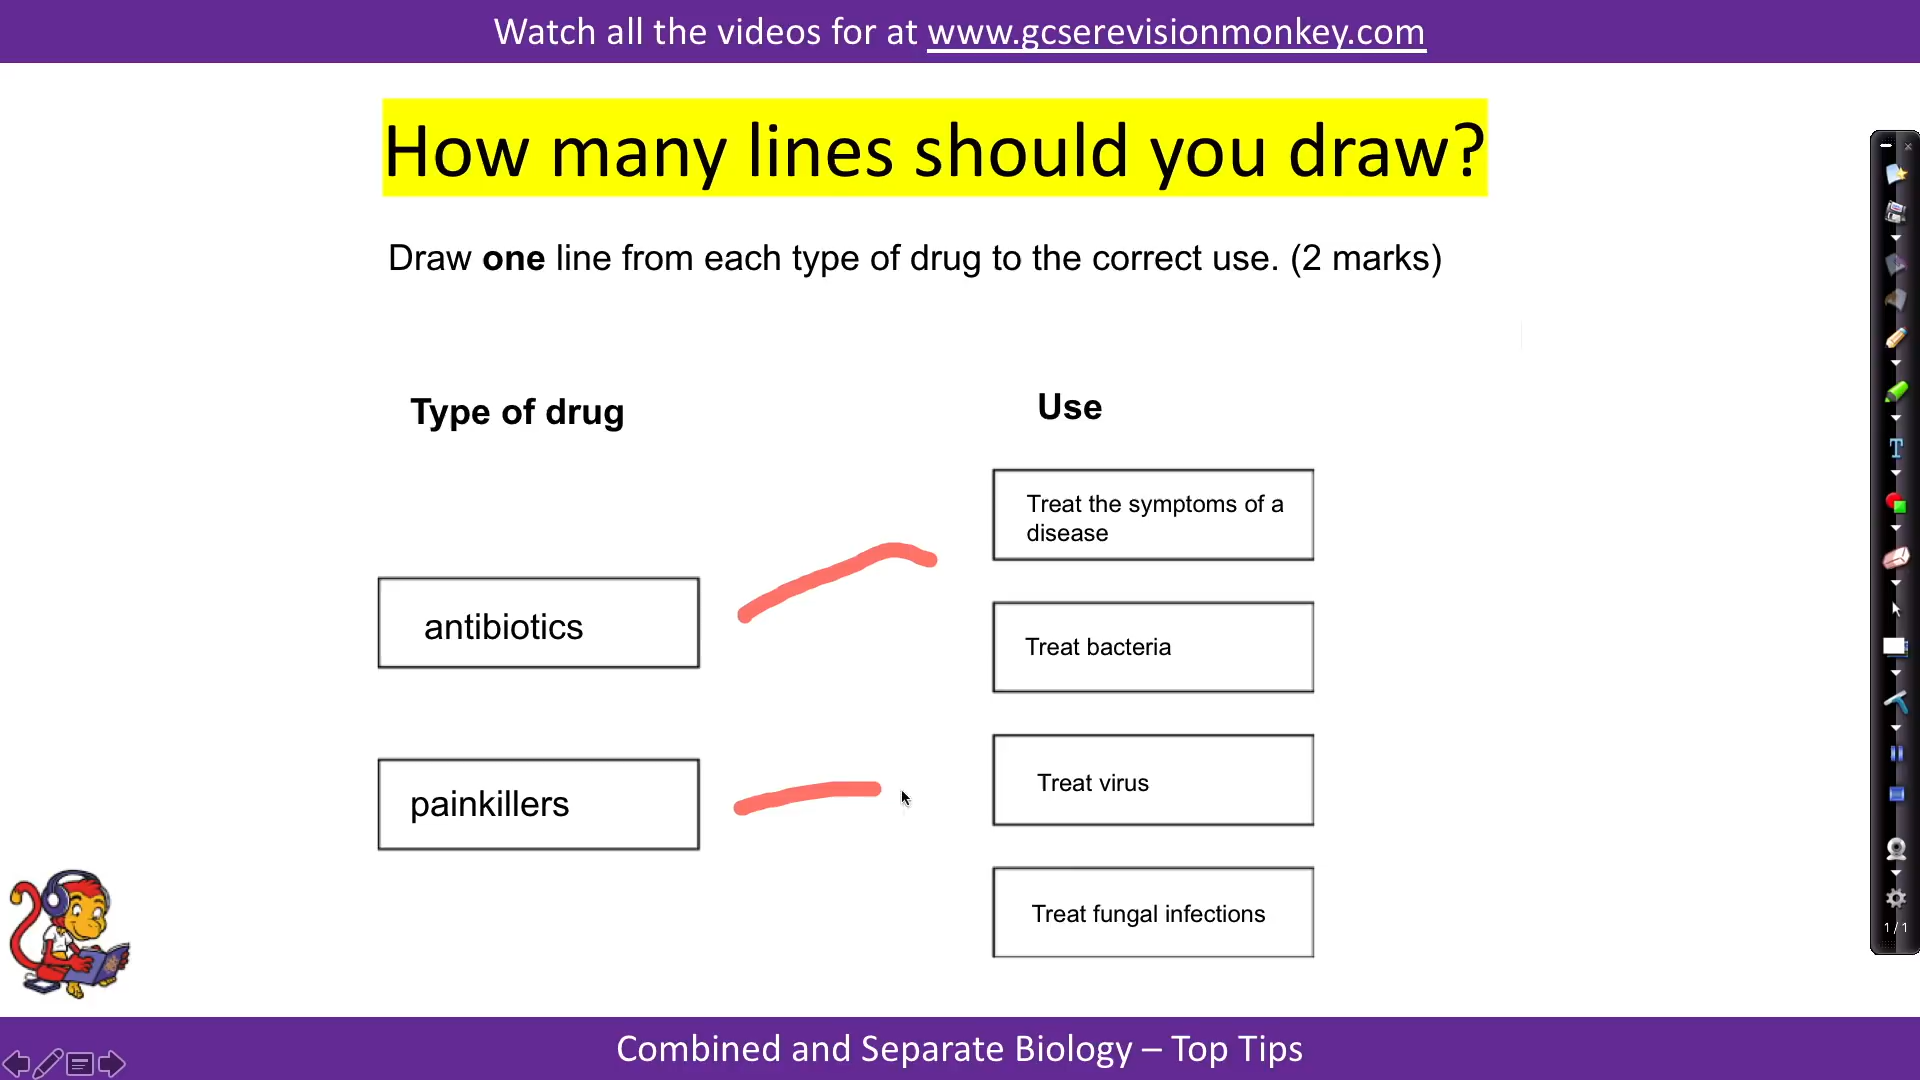 Watch all the videos for at www.gcserevisionmonkey.com
How many lines should you draw?
Draw one line from each type of drug to the correct use. (2 marks)
Type of drug
Use
Treat the symptoms of a
disease
antibiotics
Treat bacteria
painkillers
Treat virus
Treat fungal infections
1 / 1
Combined and Separate Biology – Top Tips